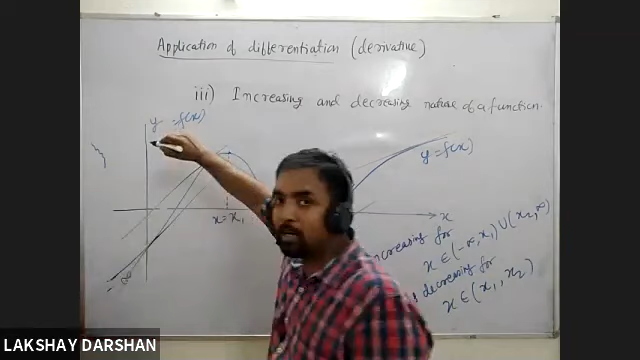 Application of differentiation (derivative)
iii) Increasing and decreasing nature of a function.
y = f(x)
y = f(x)
x = x₁
x
-∞
increasing for
x ∈ (-∞, x₁) ∪ (x₂, ∞)
decreasing for
x ∈ (x₁, x₂)
LAKSHAY DARSHAN